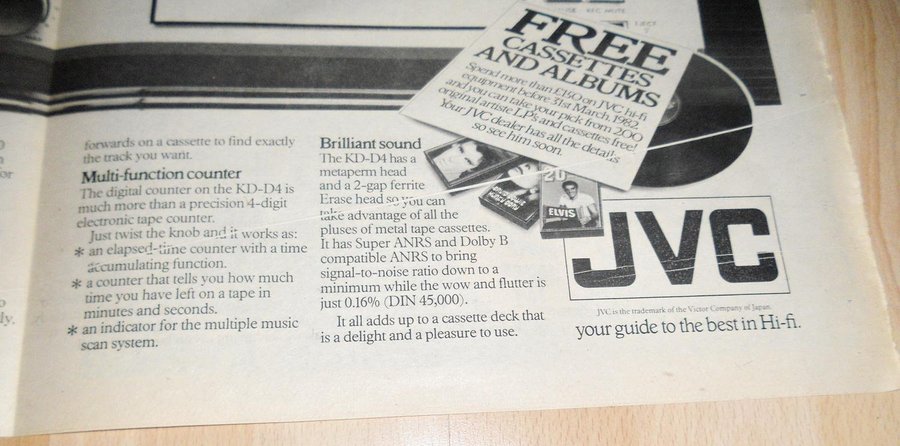 REC MUTE
EJECT
FREE
CASSETTES
AND ALBUMS
Spend more than £140 on JVC hi-fi
equipment before 31st March, 1982
and you can take your pick from 200
original artiste LP's and cassettes free!
Your JVC dealer has all the details
so see him soon.
forwards on a cassette to find exactly
the track you want.
Multi-function counter
The digital counter on the KD-D4 is
much more than a precision 4-digit
electronic tape counter.
Just twist the knob and it works as:
* an elapsed-time counter with a time
accumulating function.
* a counter that tells you how much
time you have left on a tape in
minutes and seconds.
* an indicator for the multiple music
scan system.
Brilliant sound
The KD-D4 has a
metaperm head
and a 2-gap ferrite
Erase head so you can
take advantage of all the
pluses of metal tape cassettes.
It has Super ANRS and Dolby B
compatible ANRS to bring
signal-to-noise ratio down to a
minimum while the wow and flutter is
just 0.16% (DIN 45,000).
It all adds up to a cassette deck that
is a delight and a pleasure to use.
20
ELVIS
JVC
JVC is the trademark of the Victor Company of Japan.
your guide to the best in Hi-fi.